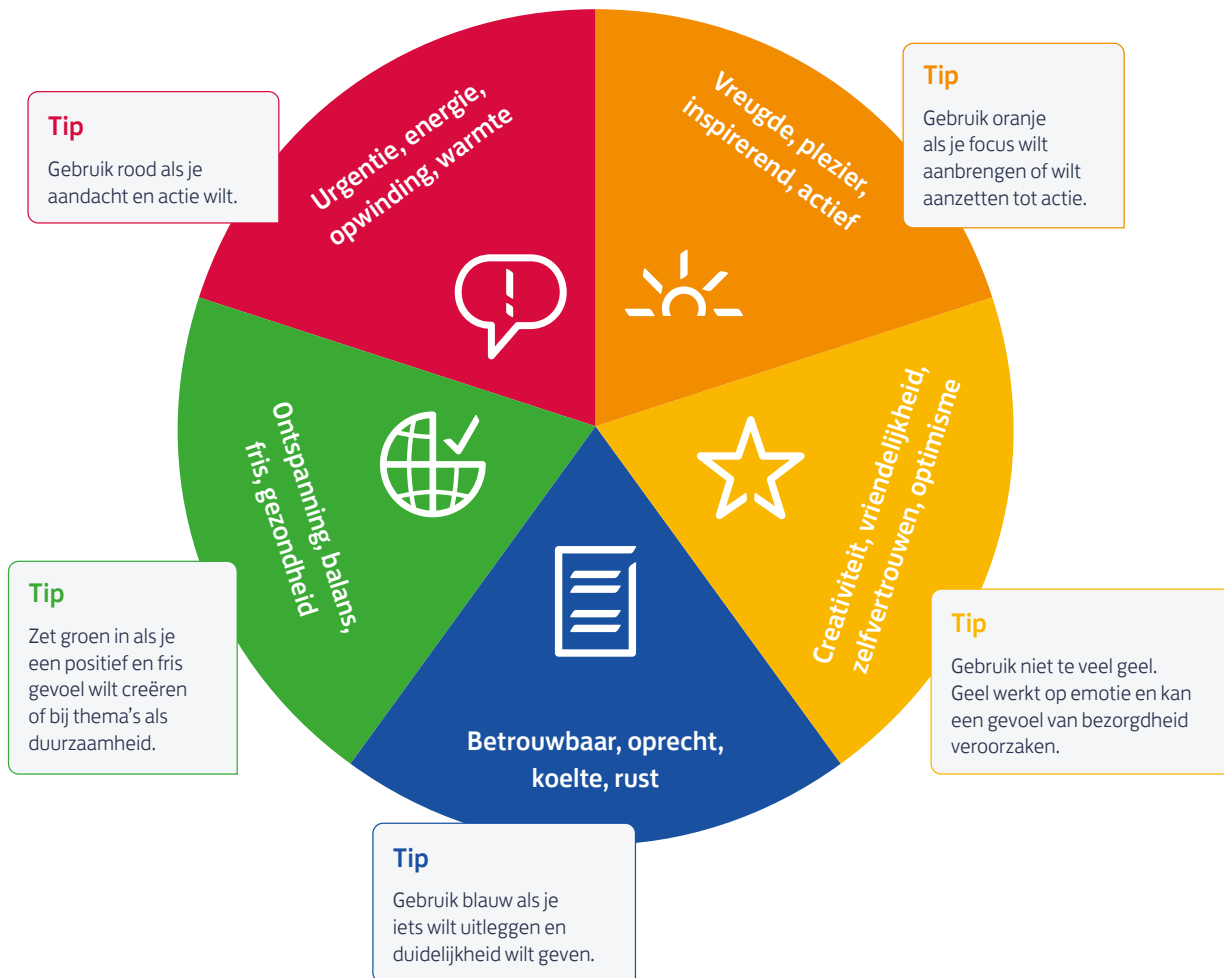 Tip
Gebruik rood als je
aandacht en actie wilt.
Urgentie, energie,
opwinding, warmte
Vreugde, plezier,
inspirerend, actief
Tip
Gebruik oranje
als je focus wilt
aanbrengen of wilt
aanzetten tot actie.
Ontspanning, balans,
fris, gezondheid
Creativiteit, vriendelijkheid,
zelfvertrouwen, optimisme
Tip
Zet groen in als je
een positief en fris
gevoel wilt creëren
of bij thema's als
duurzaamheid.
Tip
Gebruik niet te veel geel.
Geel werkt op emotie en kan
een gevoel van bezorgdheid
veroorzaken.
Betrouwbaar, oprecht,
koelte, rust
Tip
Gebruik blauw als je
iets wilt uitleggen en
duidelijkheid wilt geven.